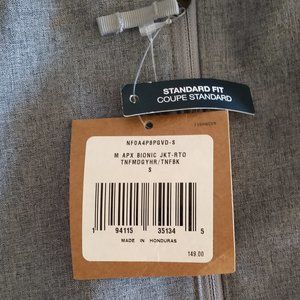 STANDARD FIT
COUPE STANDARD
NF0A4P8PGVD-S
M APX BIONIC JKT-RTO
TNFMDGYHR/TNFBK
S
1 94115 35134 5
MADE IN HONDURAS
149.00